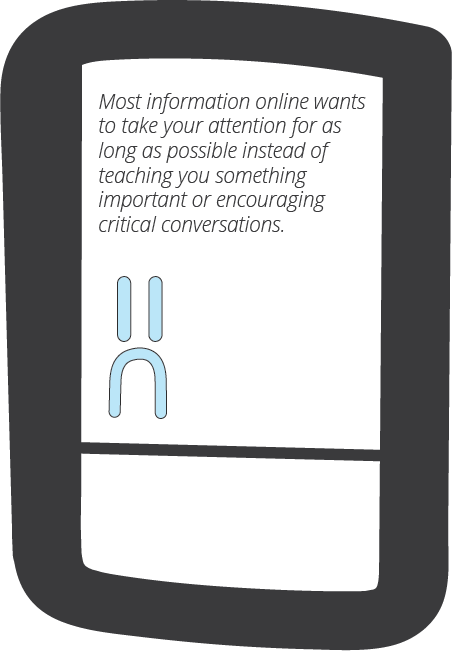 Most information online wants
to take your attention for as
long as possible instead of
teaching you something
important or encouraging
critical conversations.